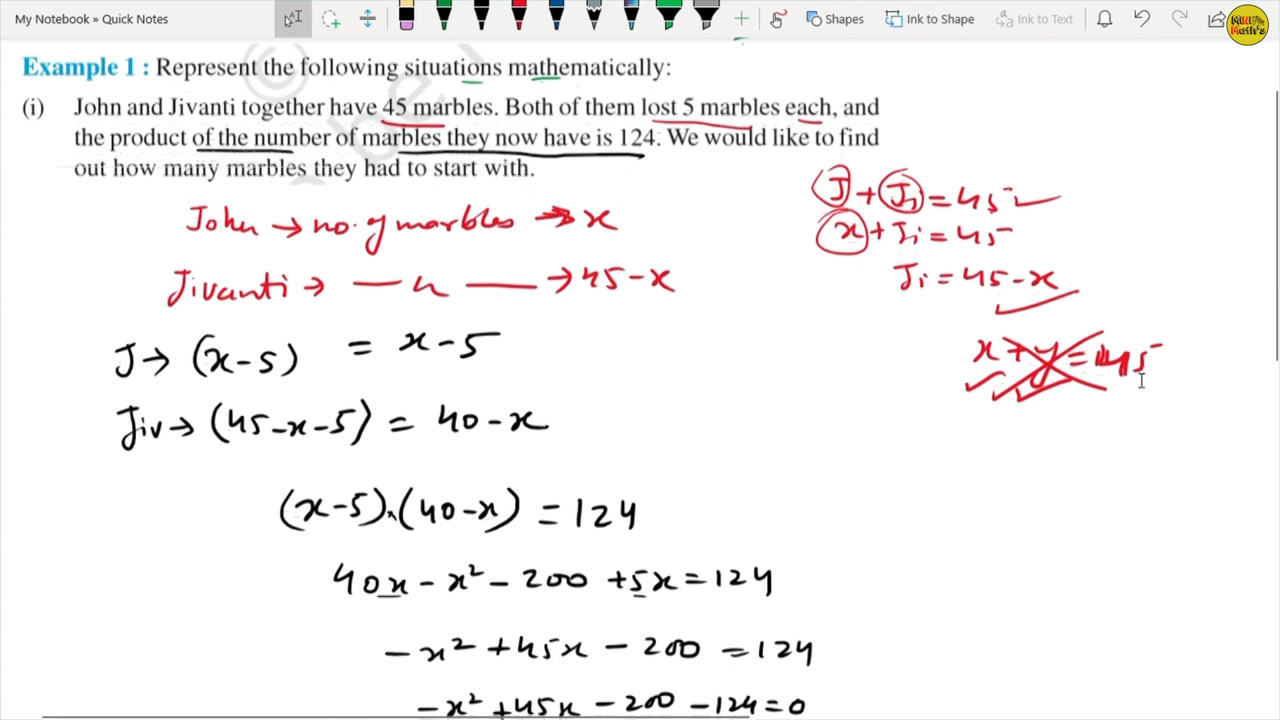 My Notebook » Quick Notes
Shapes
Ink to Shape
Ink to Text
MINI Math's
Example 1 : Represent the following situations mathematically:
(i) John and Jivanti together have 45 marbles. Both of them lost 5 marbles each, and
the product of the number of marbles they now have is 124. We would like to find
out how many marbles they had to start with.
John → no. of marbles → x
Jivanti → — 〃 — → 45 - x
J + Ji = 45
x + Ji = 45
Ji = 45 - x
x + y = 45
J → (x - 5) = x - 5
Jiv → (45 - x - 5) = 40 - x
(x - 5) . (40 - x) = 124
40x - x² - 200 + 5x = 124
- x² + 45x - 200 = 124
- x² + 45x - 200 - 124 = 0